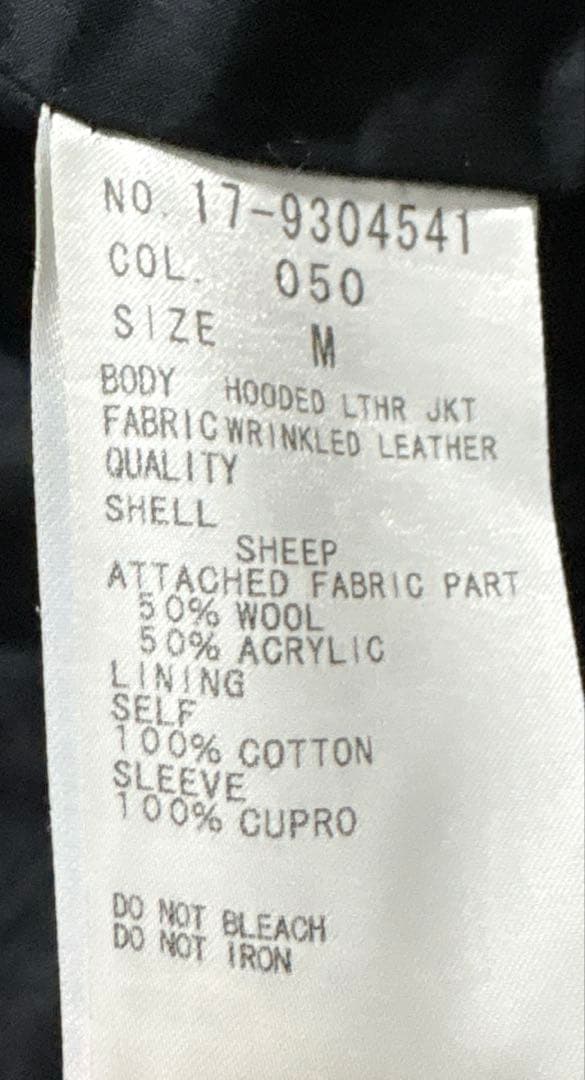 NO. 17-9304541
COL. 050
SIZE M
BODY HOODED LTHR JKT
FABRIC WRINKLED LEATHER
QUALITY
SHELL
SHEEP
ATTACHED FABRIC PART
50% WOOL
50% ACRYLIC
LINING
SELF
100% COTTON
SLEEVE
100% CUPRO
DO NOT BLEACH
DO NOT IRON